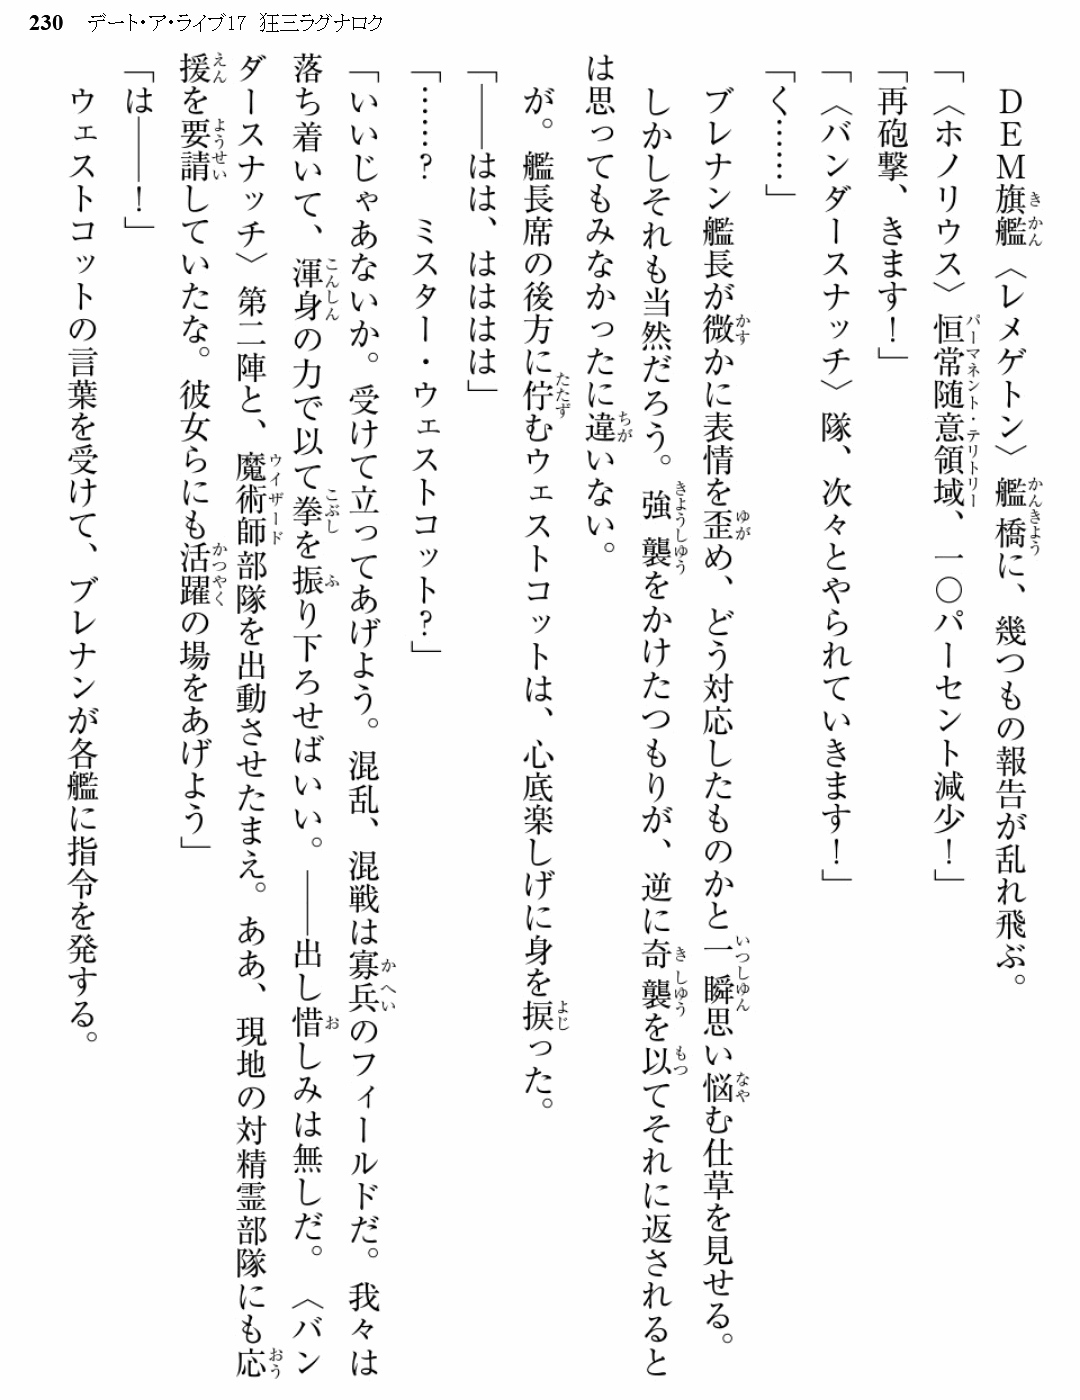 230 デート・ア・ライブ17 狂三ラグナロク
　DEM旗艦〈レメゲトン〉艦橋に、幾つもの報告が乱れ飛ぶ。
「〈ホノリウス〉恒常随意領域、一〇パーセント減少！」
「再砲撃、きます！」
「〈バンダースナッチ〉隊、次々とやられていきます！」
「く……」
　ブレナン艦長が微かに表情を歪め、どう対応したものかと一瞬思い悩む仕草を見せる。
　しかしそれも当然だろう。強襲をかけたつもりが、逆に奇襲を以てそれに返されると
は思ってもみなかったに違いない。
　が。艦長席の後方に佇むウェストコットは、心底楽しげに身を捩った。
「――はは、はははは」
「……？　ミスター・ウェストコット？」
「いいじゃあないか。受けて立ってあげよう。混乱、混戦は寡兵のフィールドだ。我々は
落ち着いて、渾身の力で以て拳を振り下ろせばいい。――出し惜しみは無しだ。〈バン
ダースナッチ〉第二陣と、魔術師部隊を出動させたまえ。ああ、現地の対精霊部隊にも応
援を要請していたな。彼女らにも活躍の場をあげよう」
「は――！」
　ウェストコットの言葉を受けて、ブレナンが各艦に指令を発する。